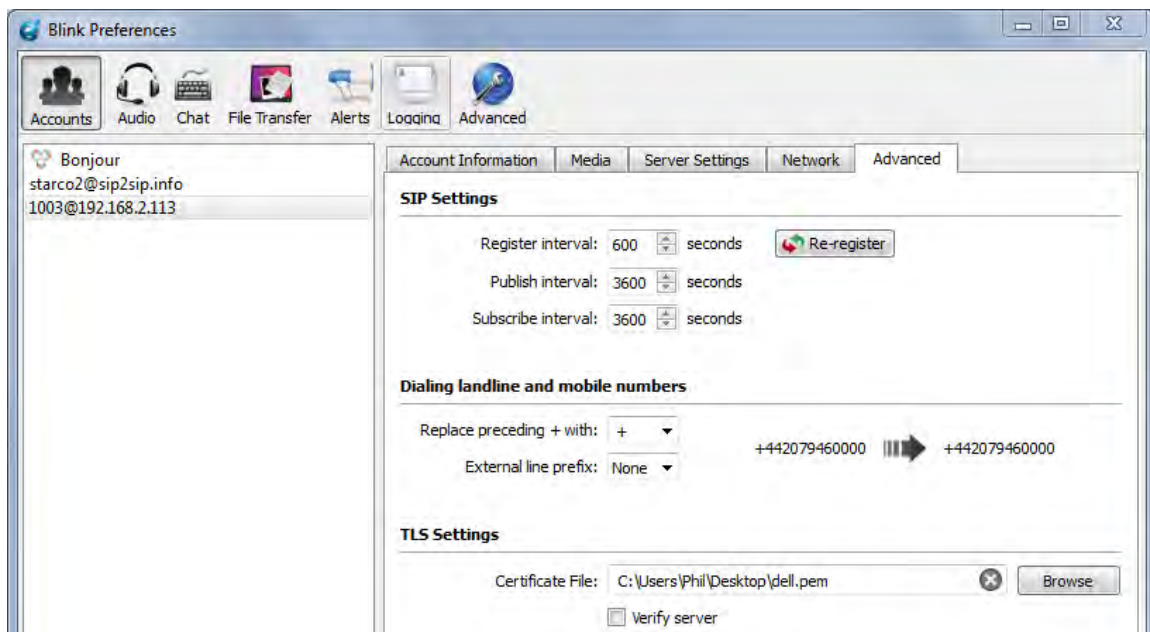 Blink Preferences
Accounts Audio Chat File Transfer Alerts Logging Advanced
Bonjour
starco2@sip2sip.info
1003@192.168.2.113
Account Information Media Server Settings Network Advanced
SIP Settings
Register interval: 600 seconds Re-register
Publish interval: 3600 seconds
Subscribe interval: 3600 seconds
Dialing landline and mobile numbers
Replace preceding + with: +
+442079460000 +442079460000
External line prefix: None
TLS Settings
Certificate File: C:\Users\Phil\Desktop\dell.pem Browse
Verify server